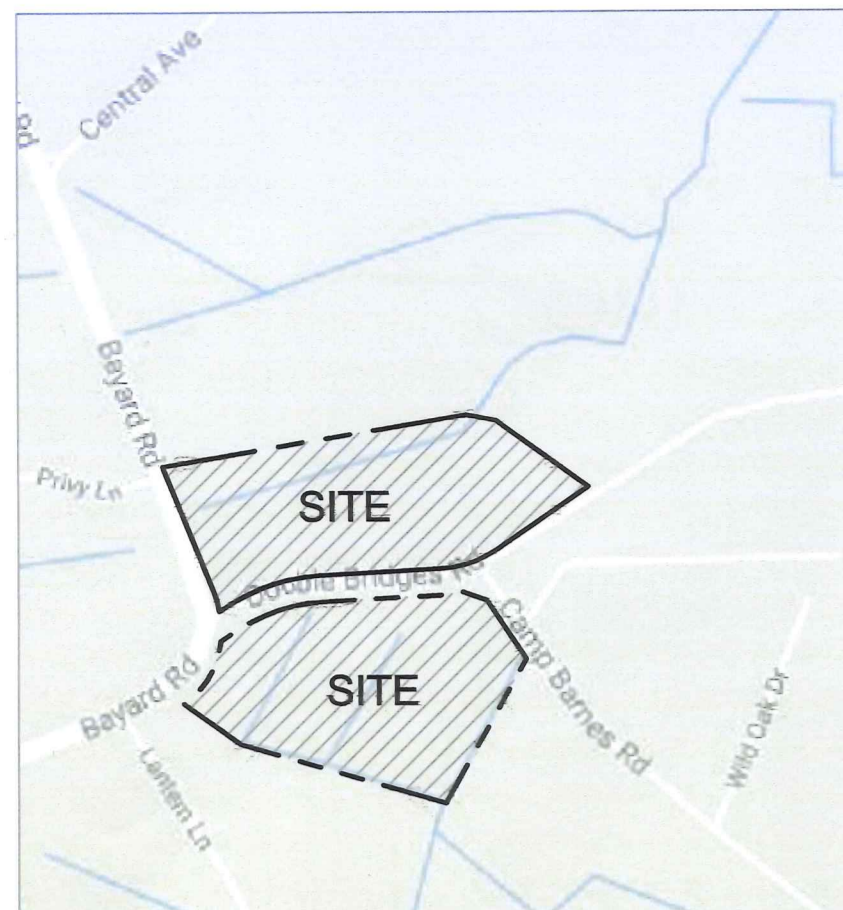 Rd
Central Ave
Bayard Rd
Privy Ln
SITE
Double Bridges Rd
Camp Barnes Rd
SITE
Bayard Rd
Wild Oak Dr
Lantern Ln